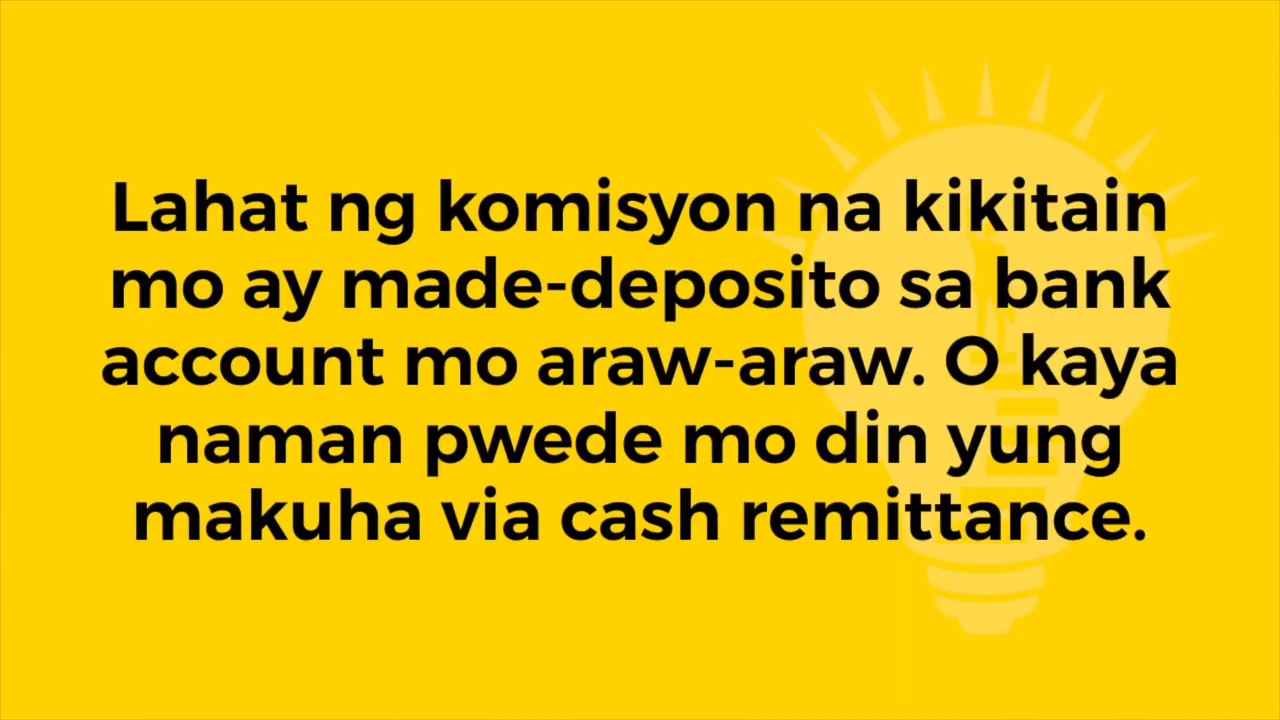 Lahat ng komisyon na kikitain
mo ay made-deposito sa bank
account mo araw-araw. O kaya
naman pwede mo din yung
makuha via cash remittance.